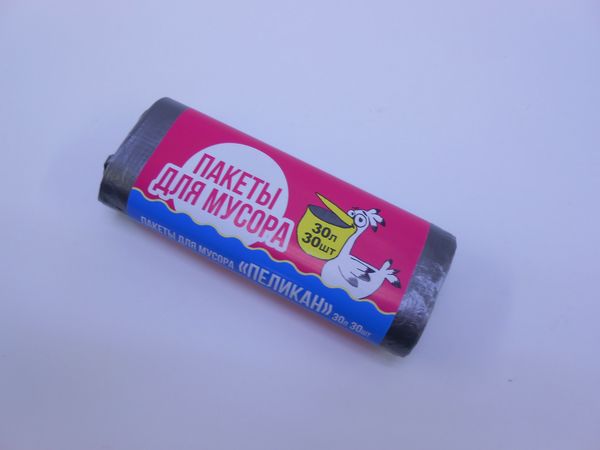 ПАКЕТЫ
ДЛЯ МУСОРА
30л
30шт
ПАКЕТЫ ДЛЯ МУСОРА «ПЕЛИКАН» 30л 30шт